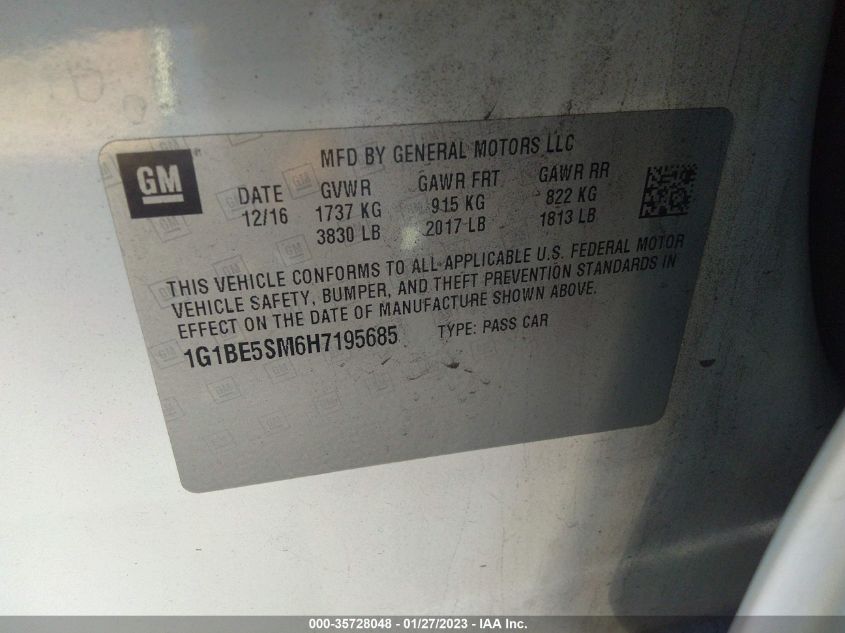 GM
MFD BY GENERAL MOTORS LLC
DATE GVWR GAWR FRT GAWR RR
12/16 1737 KG 915 KG 822 KG
3830 LB 2017 LB 1813 LB
THIS VEHICLE CONFORMS TO ALL APPLICABLE U.S. FEDERAL MOTOR
VEHICLE SAFETY, BUMPER, AND THEFT PREVENTION STANDARDS IN
EFFECT ON THE DATE OF MANUFACTURE SHOWN ABOVE.
1G1BE5SM6H7195685 TYPE: PASS CAR
000-35728048 - 01/27/2023 - IAA Inc.